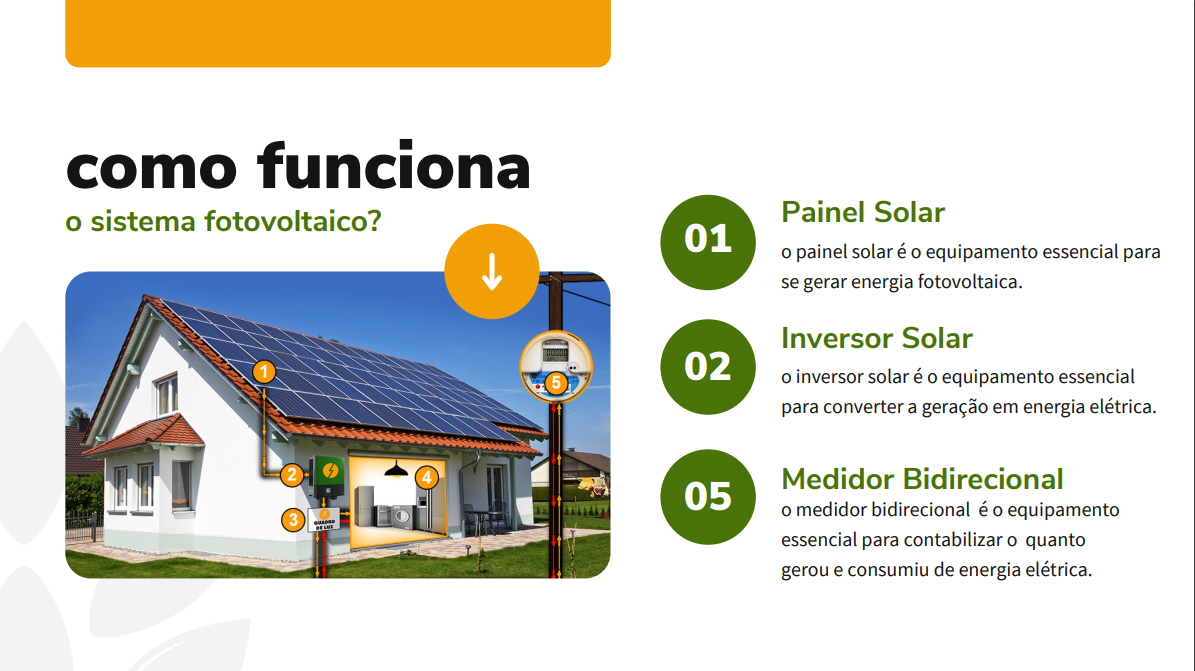 como funciona
o sistema fotovoltaico?
1
2
3
QUADRO
DE LUZ
4
5
01
Painel Solar
o painel solar é o equipamento essencial para
se gerar energia fotovoltaica.
02
Inversor Solar
o inversor solar é o equipamento essencial
para converter a geração em energia elétrica.
05
Medidor Bidirecional
o medidor bidirecional é o equipamento
essencial para contabilizar o quanto
gerou e consumiu de energia elétrica.